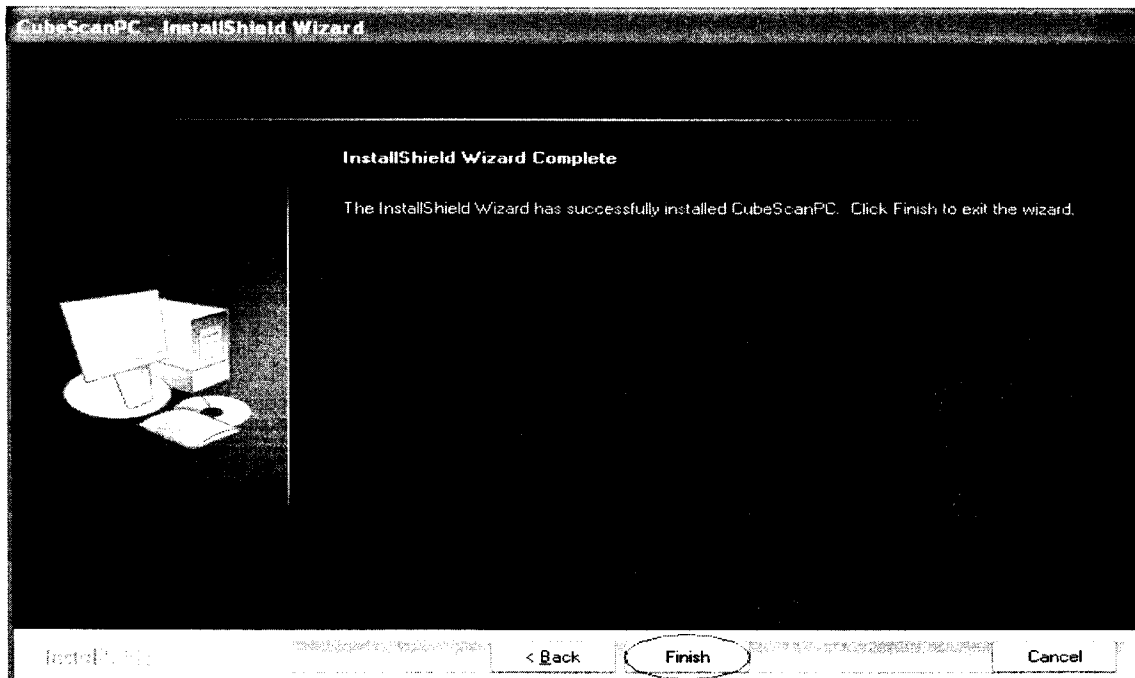 CubeScanPC - InstallShield Wizard
InstallShield Wizard Complete
The InstallShield Wizard has successfully installed CubeScanPC. Click Finish to exit the wizard.
< Back
Finish
Cancel